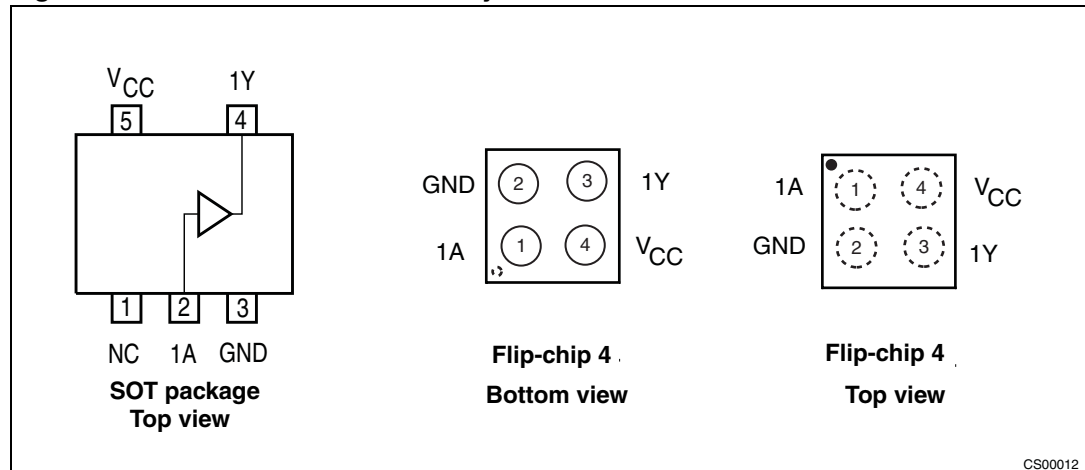 VCC 1Y
5 4
1 2 3
NC 1A GND
SOT package
Top view
GND 2 3 1Y
1A 1 4 VCC
Flip-chip 4
Bottom view
1A 1 4 VCC
GND 2 3 1Y
Flip-chip 4
Top view
CS00012